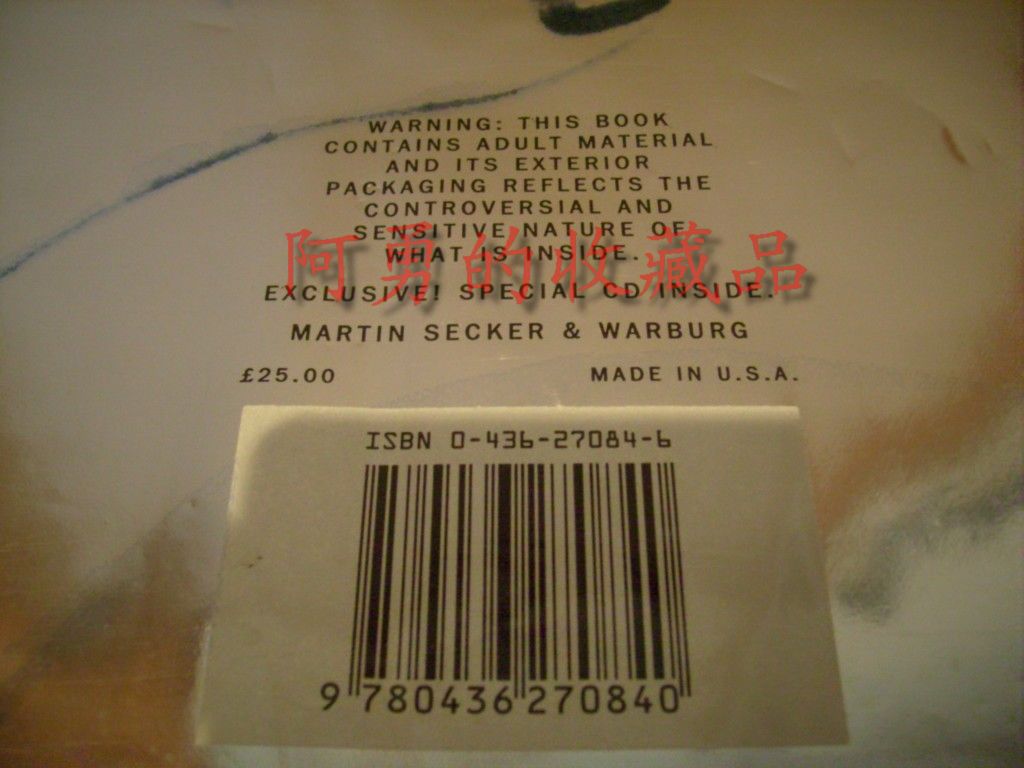 WARNING: THIS BOOK
CONTAINS ADULT MATERIAL
AND ITS EXTERIOR
PACKAGING REFLECTS THE
CONTROVERSIAL AND
SENSITIVE NATURE OF
WHAT IS INSIDE.
阿勇的收藏品
EXCLUSIVE! SPECIAL CD INSIDE.
MARTIN SECKER & WARBURG
£25.00 MADE IN U.S.A.
ISBN 0-436-27084-6
9 780436 270840